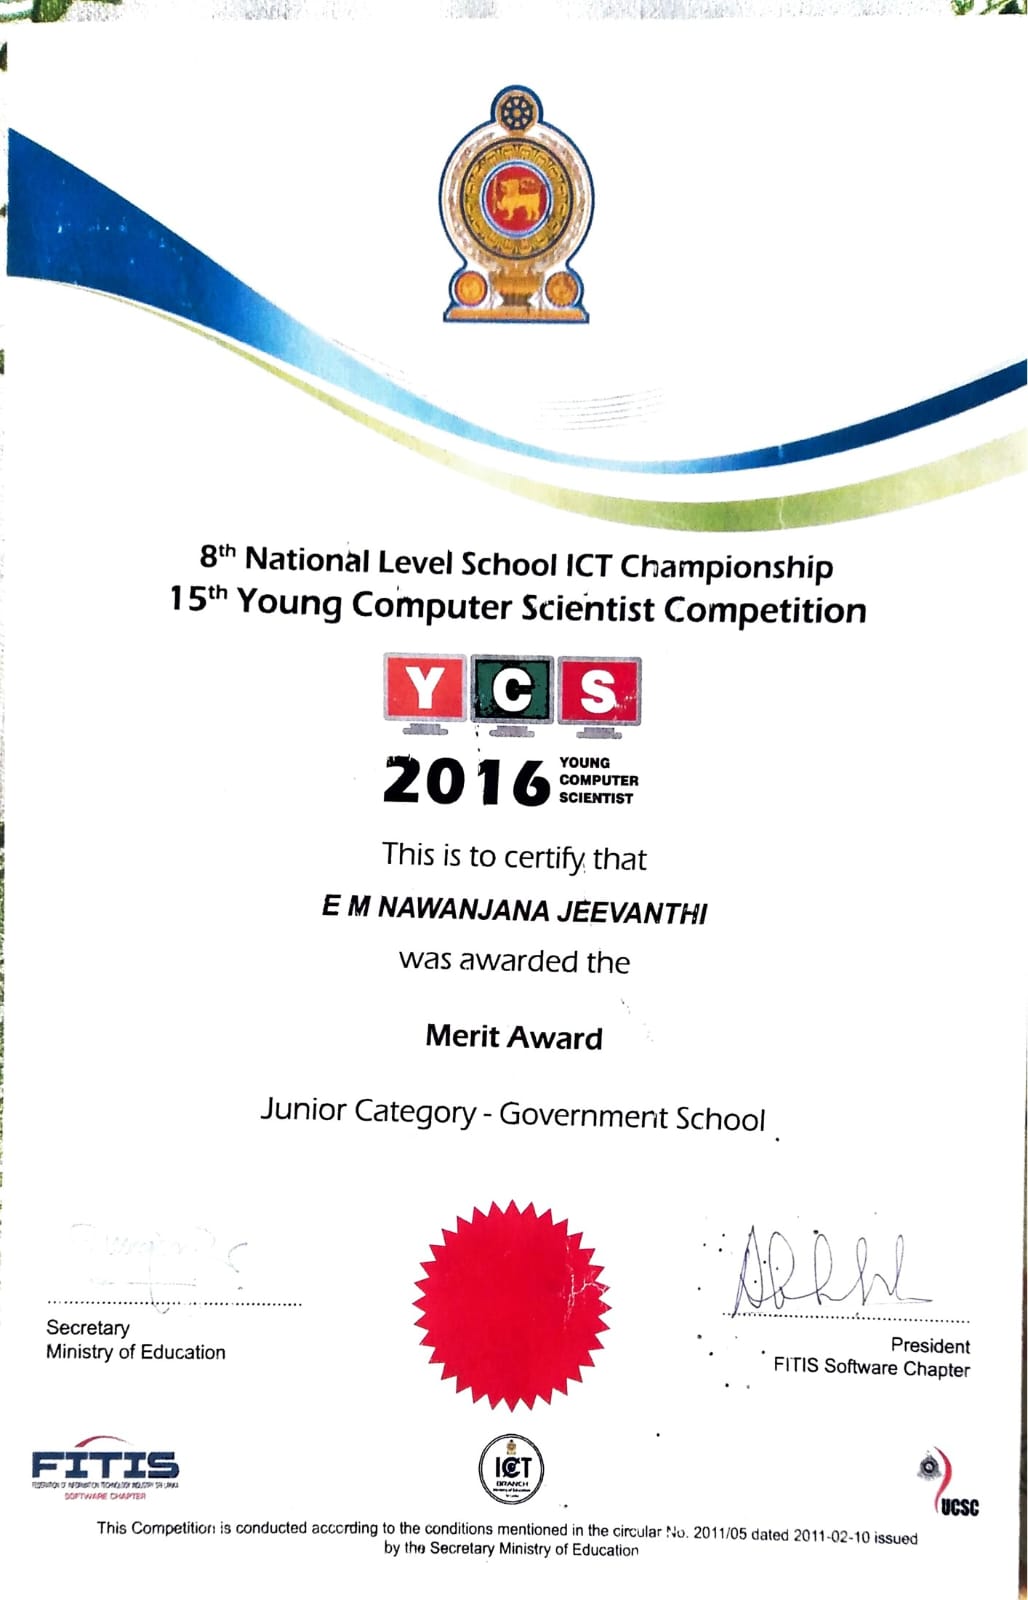 8th National Level School ICT Championship
15th Young Computer Scientist Competition
Y C S
2016 YOUNG
COMPUTER
SCIENTIST
This is to certify that
E M NAWANJANA JEEVANTHI
was awarded the
Merit Award
Junior Category - Government School
Secretary
Ministry of Education
President
FITIS Software Chapter
FITIS
FEDERATION OF INFORMATION TECHNOLOGY INDUSTRY SRI LANKA
SOFTWARE CHAPTER
ICT
BRANCH
Ministry of Education
UCSC
This Competition is conducted according to the conditions mentioned in the circular No. 2011/05 dated 2011-02-10 issued
by the Secretary Ministry of Education